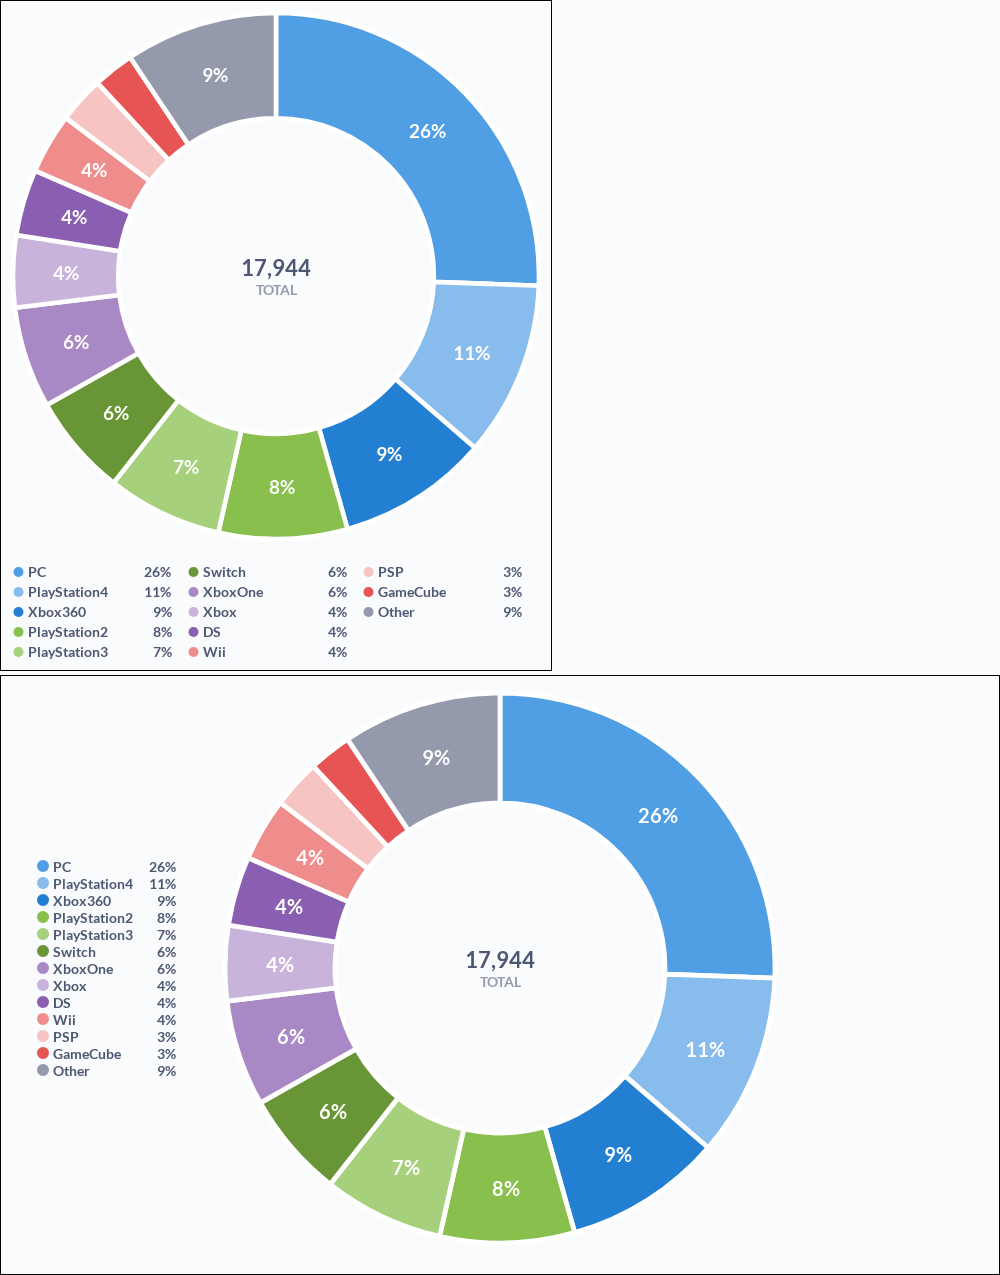 9%
26%
4%
4%
4%
17,944
TOTAL
6%
11%
6%
9%
7%
8%
PC 26% Switch 6% PSP 3%
PlayStation4 11% XboxOne 6% GameCube 3%
Xbox360 9% Xbox 4% Other 9%
PlayStation2 8% DS 4%
PlayStation3 7% Wii 4%
9%
26%
4%
4%
4%
17,944
TOTAL
6%
11%
6%
9%
7%
8%
PC 26%
PlayStation4 11%
Xbox360 9%
PlayStation2 8%
PlayStation3 7%
Switch 6%
XboxOne 6%
Xbox 4%
DS 4%
Wii 4%
PSP 3%
GameCube 3%
Other 9%